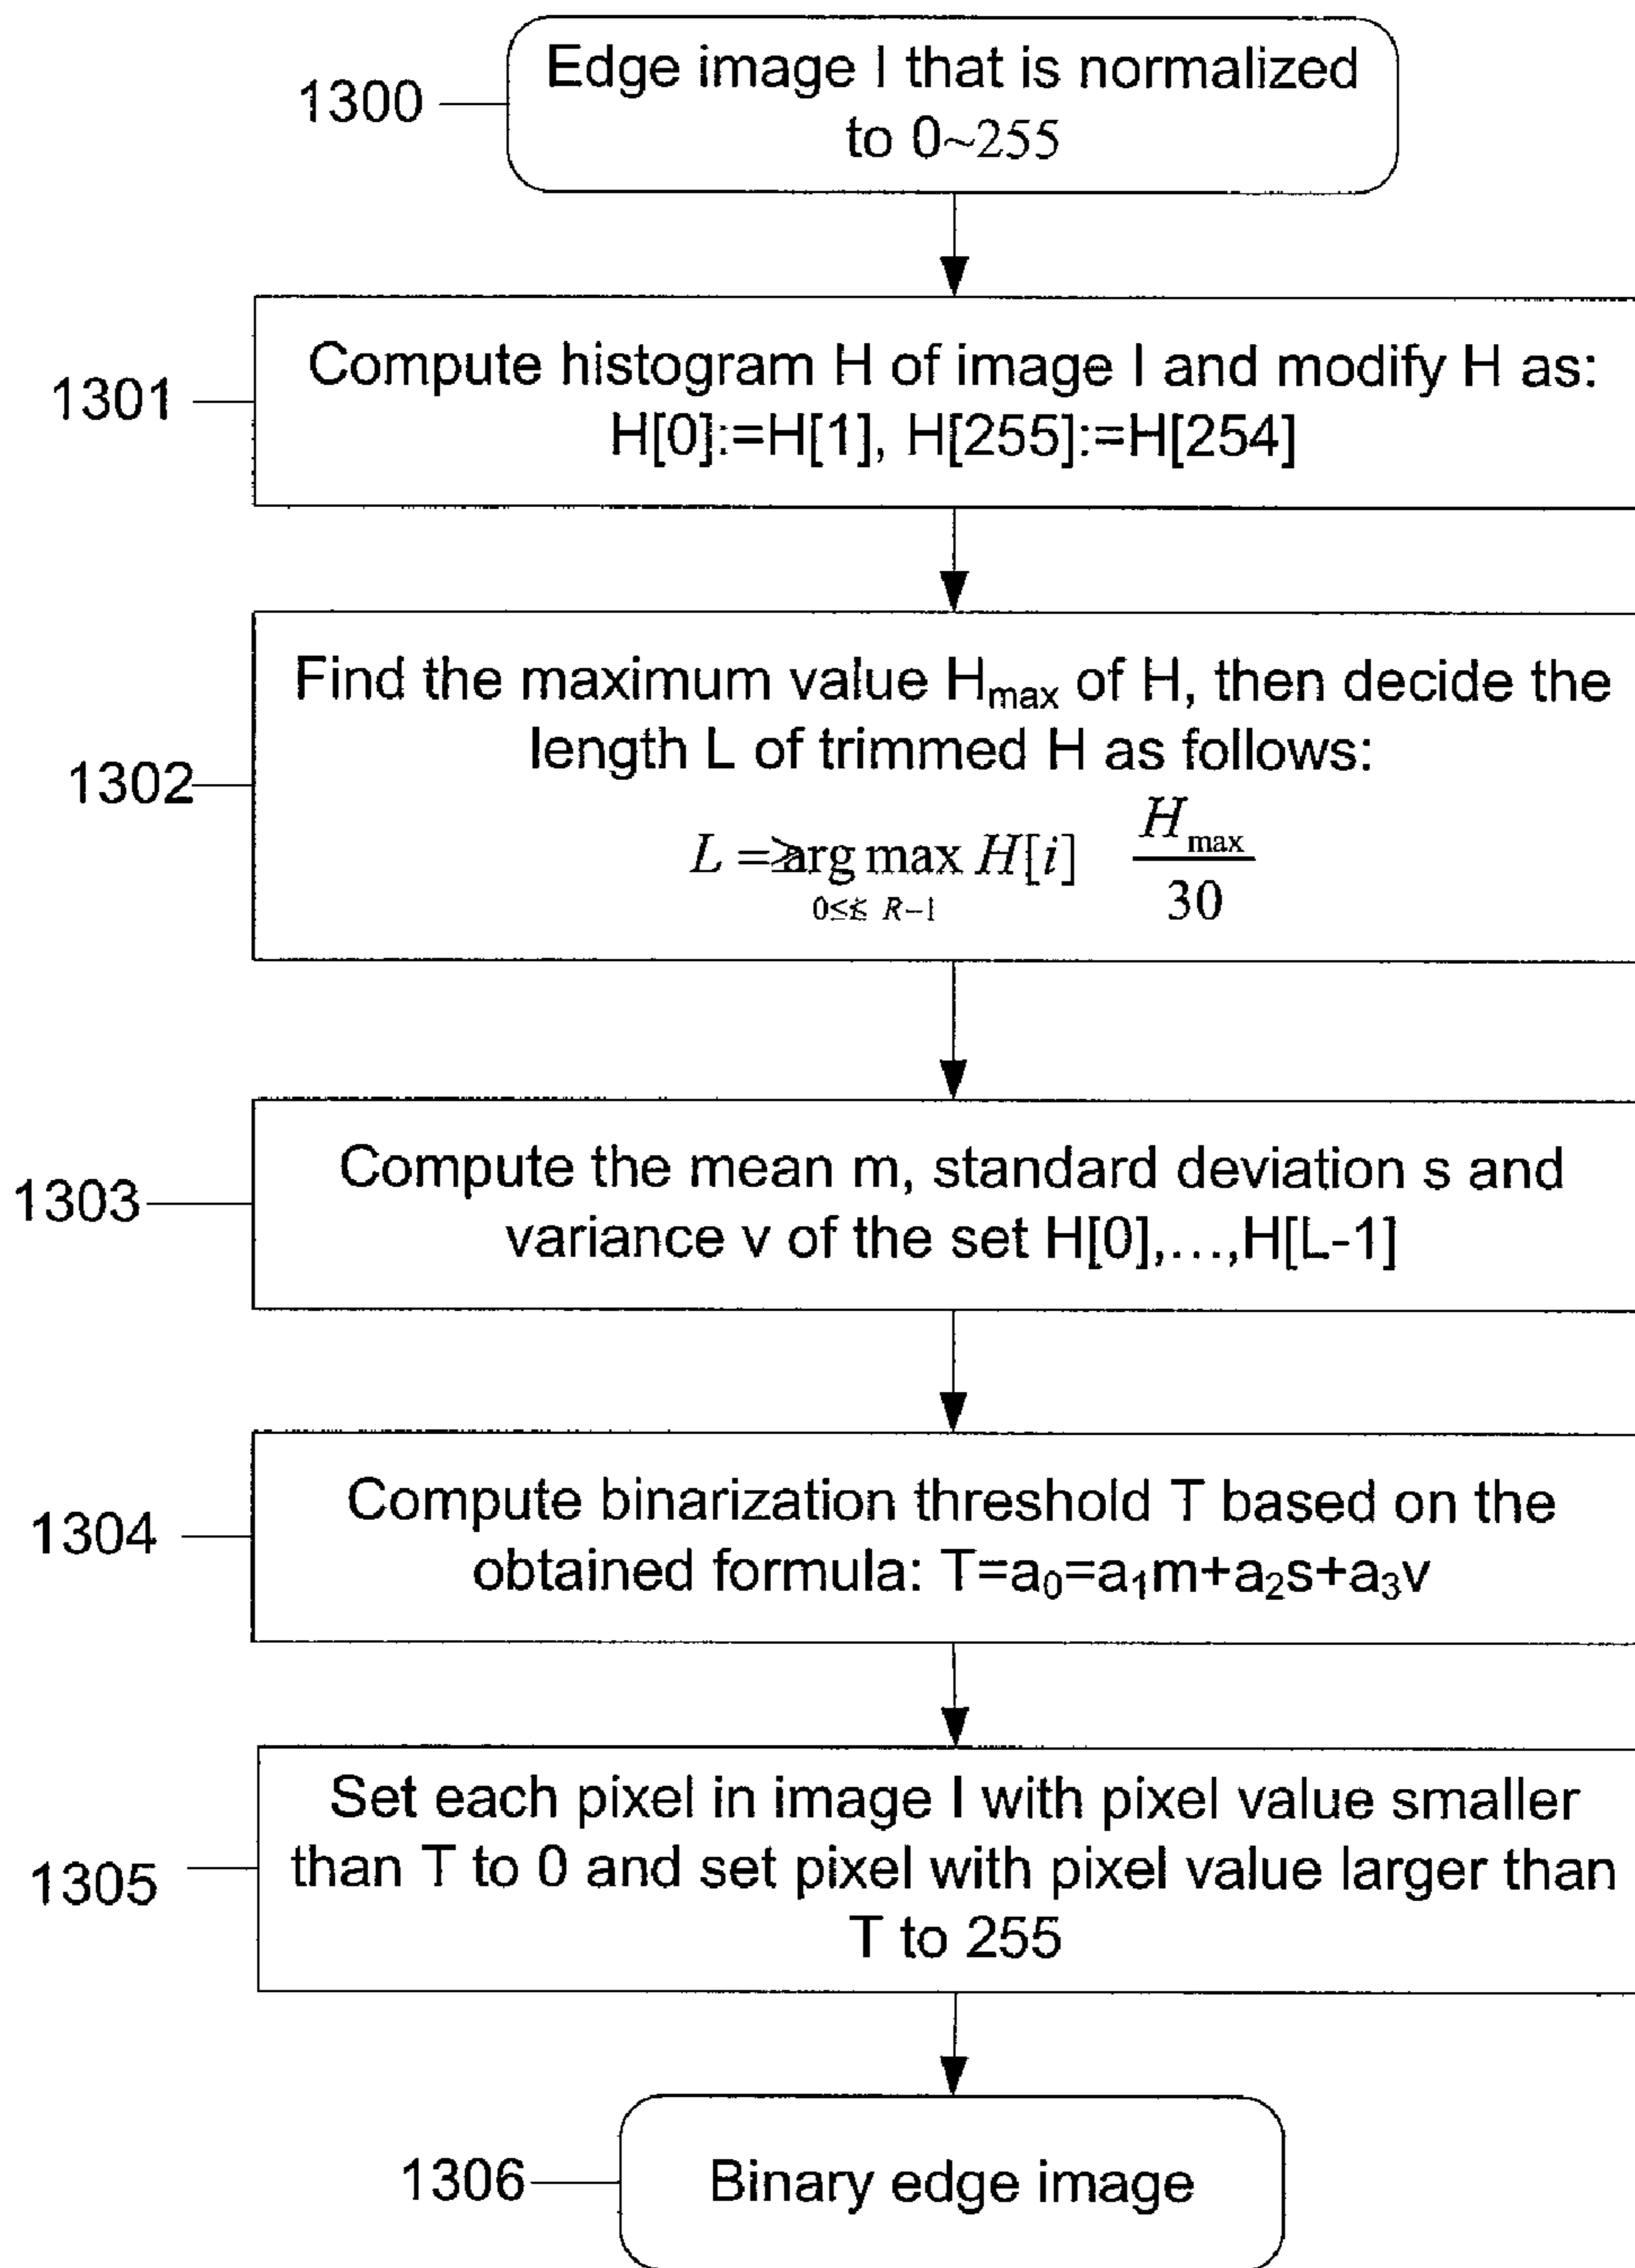 1300
Edge image I that is normalized
to 0~255
1301
Compute histogram H of image I and modify H as:
H[0]:=H[1], H[255]:=H[254]
1302
Find the maximum value Hmax of H, then decide the
length L of trimmed H as follows:
L =≥arg max H[i] Hmax/30
0≤≤ R−1
1303
Compute the mean m, standard deviation s and
variance v of the set H[0],...,H[L-1]
1304
Compute binarization threshold T based on the
obtained formula: T=a₀=a₁m+a₂s+a₃v
1305
Set each pixel in image I with pixel value smaller
than T to 0 and set pixel with pixel value larger than
T to 255
1306
Binary edge image